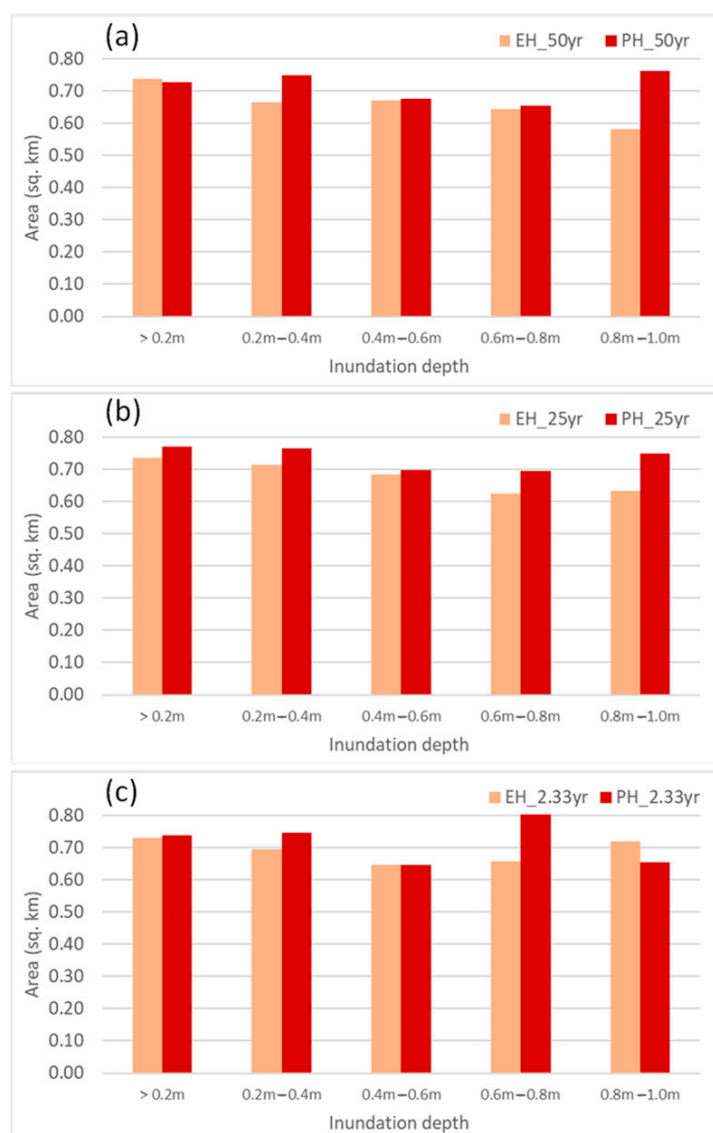 (a)
EH_50yr PH_50yr
0.80
0.70
0.60
0.50
0.40
0.30
0.20
0.10
0.00
Area (sq. km)
> 0.2m 0.2m–0.4m 0.4m–0.6m 0.6m–0.8m 0.8m–1.0m
Inundation depth
(b)
EH_25yr PH_25yr
0.80
0.70
0.60
0.50
0.40
0.30
0.20
0.10
0.00
Area (sq. km)
> 0.2m 0.2m–0.4m 0.4m–0.6m 0.6m–0.8m 0.8m–1.0m
Inundation depth
(c)
EH_2.33yr PH_2.33yr
0.80
0.70
0.60
0.50
0.40
0.30
0.20
0.10
0.00
Area (sq. km)
> 0.2m 0.2m–0.4m 0.4m–0.6m 0.6m–0.8m 0.8m–1.0m
Inundation depth